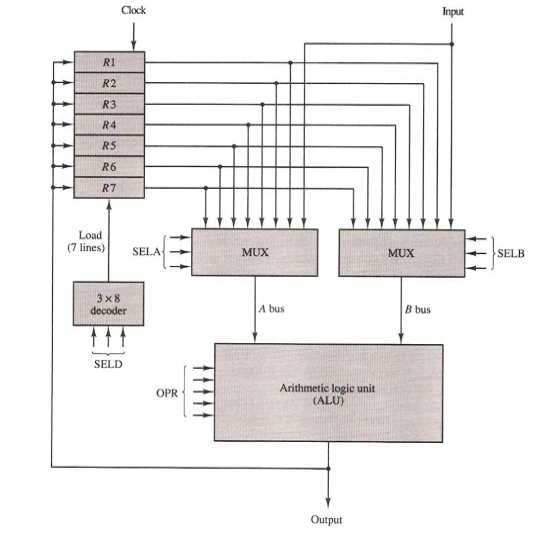 Clock
Input
R1
R2
R3
R4
R5
R6
R7
Load
(7 lines)
SELA
MUX
MUX
SELB
3 × 8
decoder
A bus
B bus
SELD
OPR
Arithmetic logic unit
(ALU)
Output